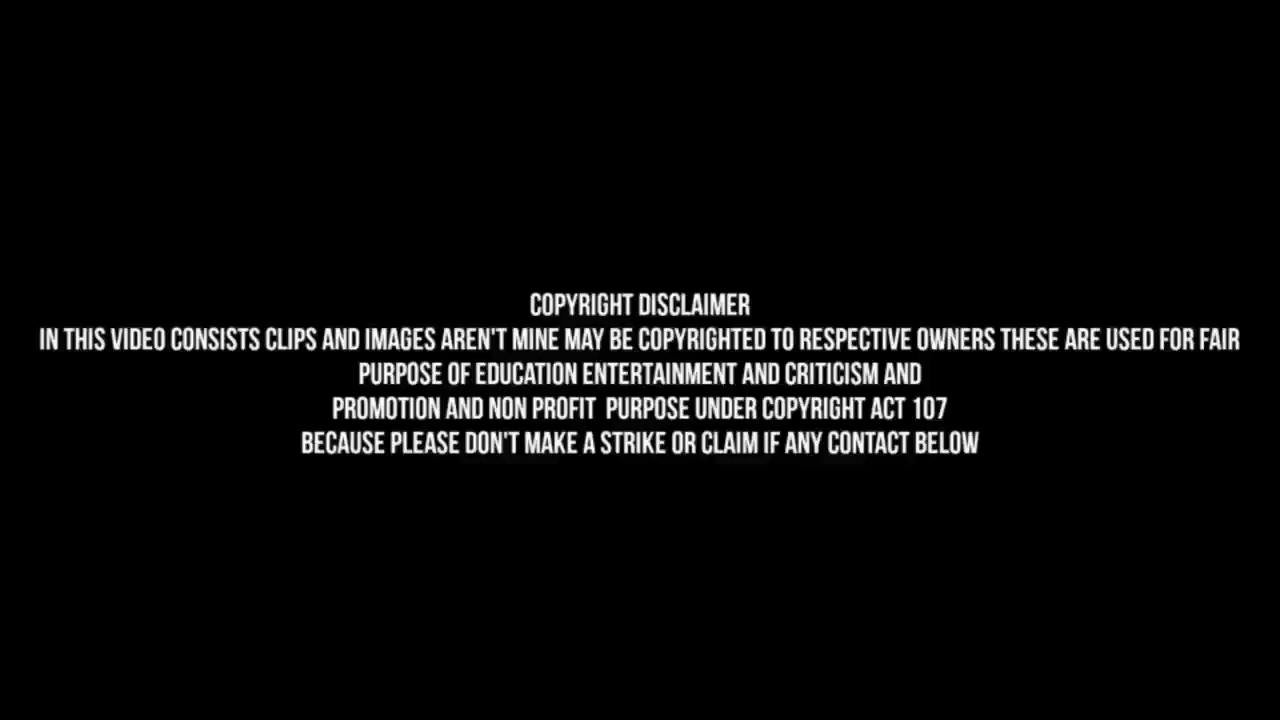 COPYRIGHT DISCLAIMER
IN THIS VIDEO CONSISTS CLIPS AND IMAGES AREN'T MINE MAY BE COPYRIGHTED TO RESPECTIVE OWNERS THESE ARE USED FOR FAIR
PURPOSE OF EDUCATION ENTERTAINMENT AND CRITICISM AND
PROMOTION AND NON PROFIT PURPOSE UNDER COPYRIGHT ACT 107
BECAUSE PLEASE DON'T MAKE A STRIKE OR CLAIM IF ANY CONTACT BELOW